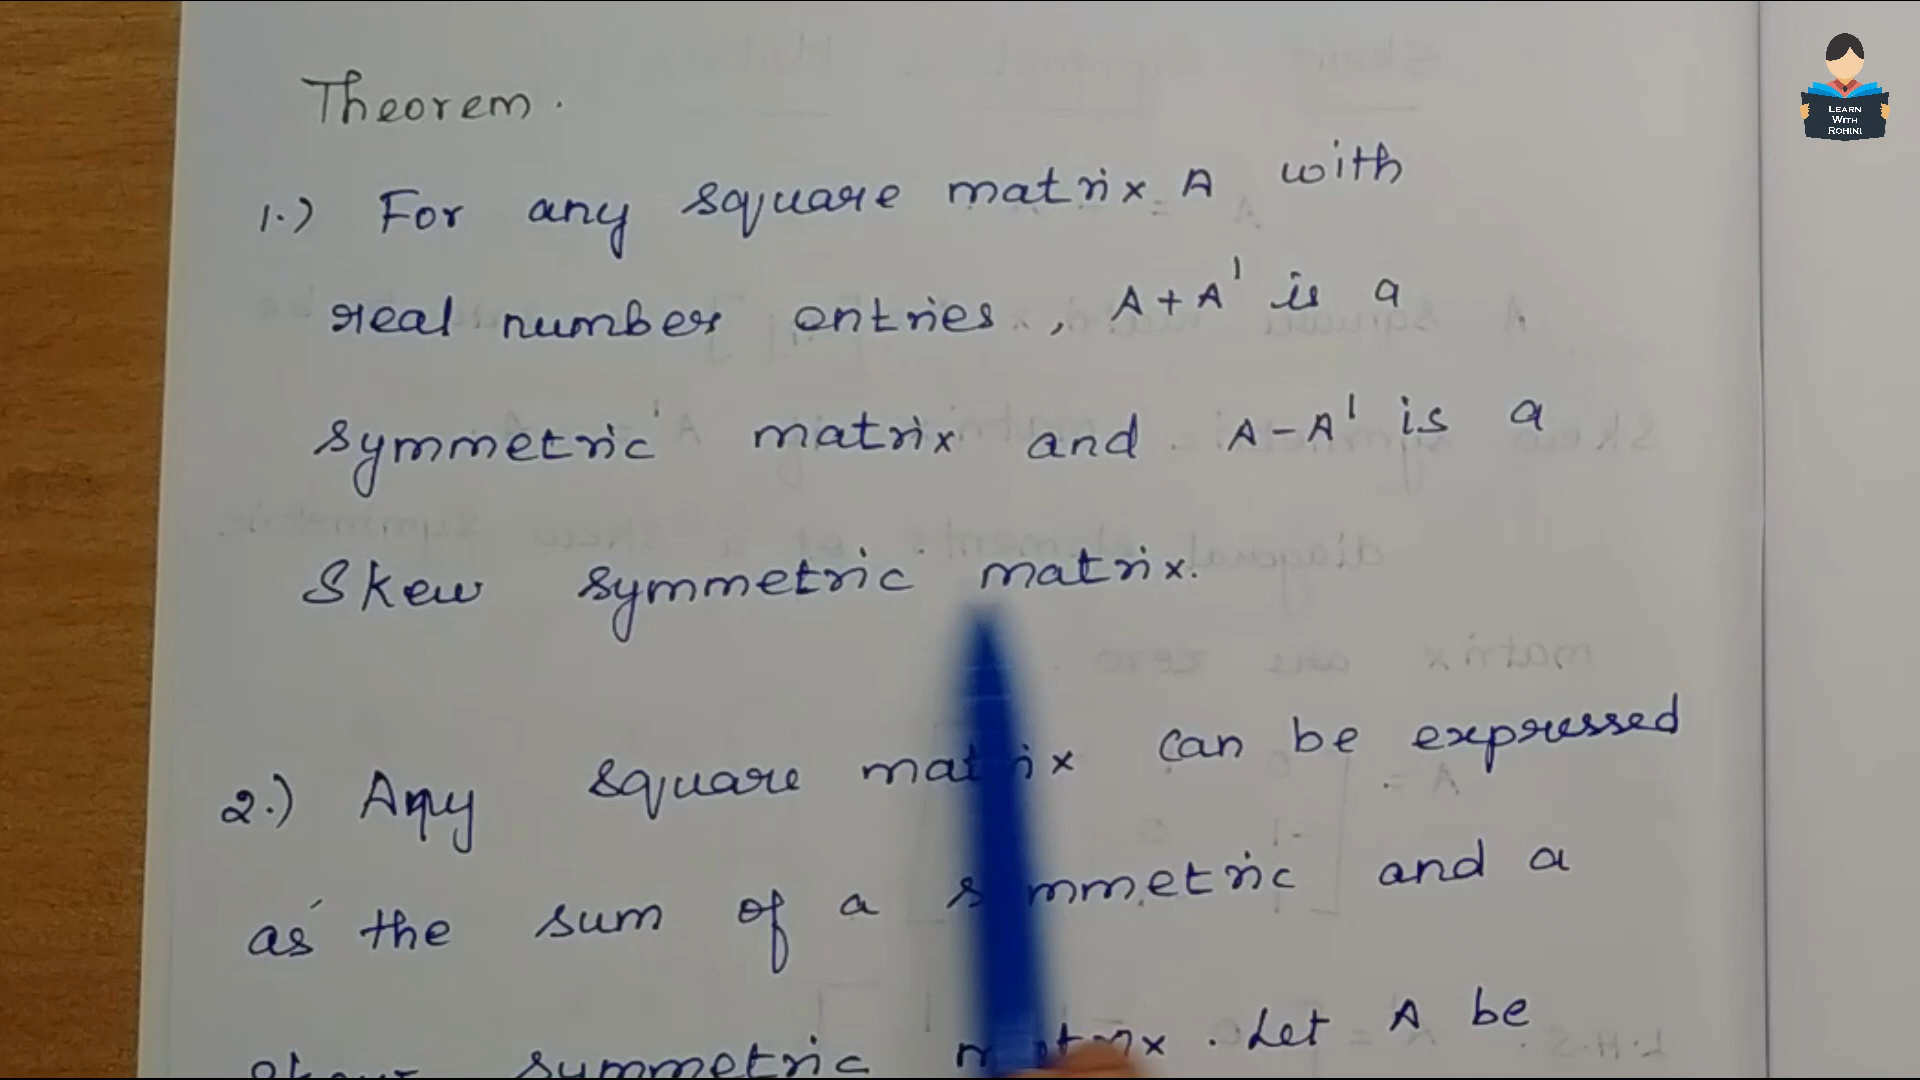 Theorem.
1.) For any square matrix A with
real number entries, A+A' is a
symmetric matrix and A-A' is a
Skew symmetric matrix.
2.) Any square can be expressed
as the sum of a and a
symmetric . Let A be
LEARN
WITH
ROHINI